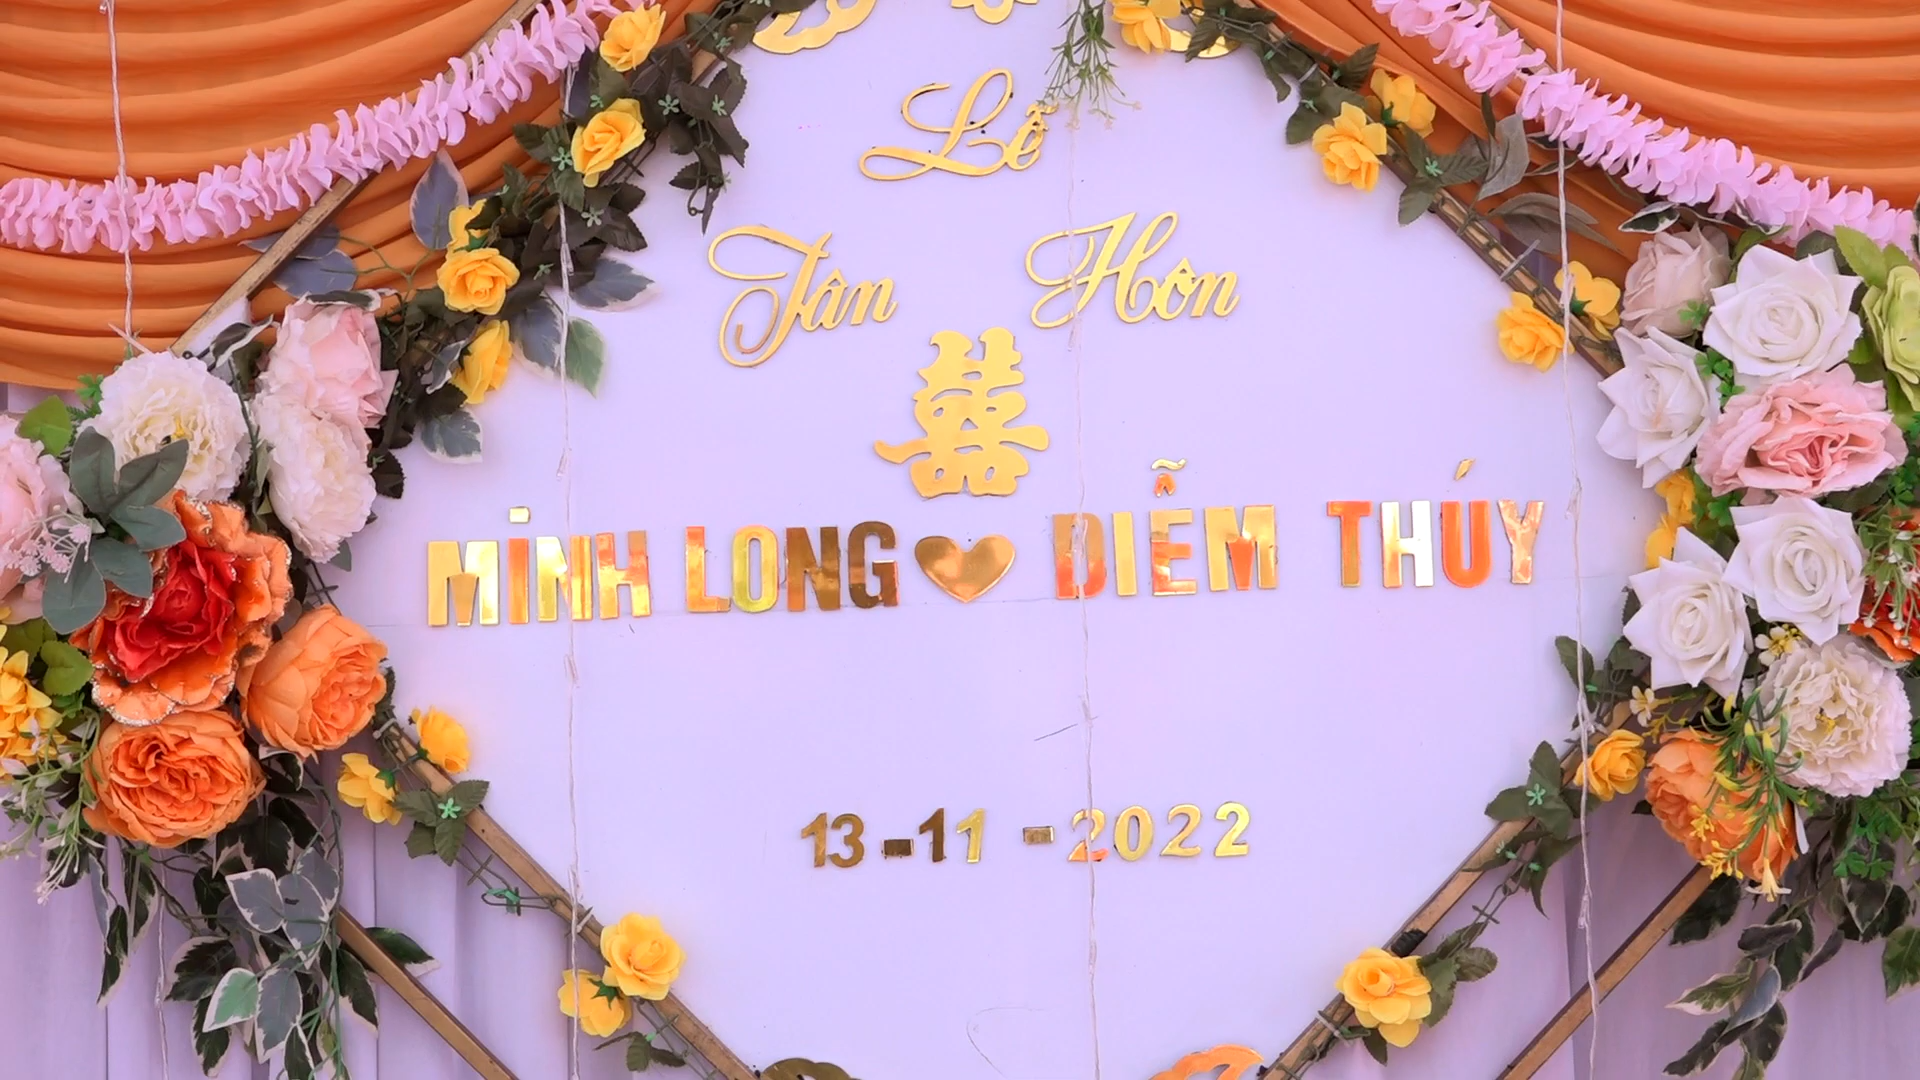 Lễ
Tân Hôn
囍
MINH LONG DIỄM THÚY
13-11-2022